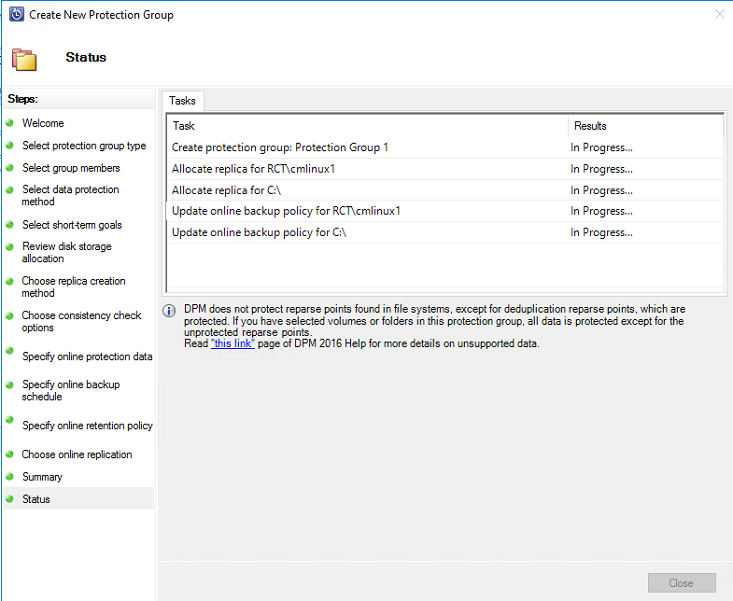 Create New Protection Group
Status
Steps:
Welcome
Select protection group type
Select group members
Select data protection
method
Select short-term goals
Review disk storage
allocation
Choose replica creation
method
Choose consistency check
options
Specify online protection data
Specify online backup
schedule
Specify online retention policy
Choose online replication
Summary
Status
Tasks
Task Results
Create protection group: Protection Group 1 In Progress...
Allocate replica for RCT\cmlinux1 In Progress...
Allocate replica for C:\ In Progress...
Update online backup policy for RCT\cmlinux1 In Progress...
Update online backup policy for C:\ In Progress...
DPM does not protect reparse points found in file systems, except for deduplication reparse points, which are
protected. If you have selected volumes or folders in this protection group, all data is protected except for the
unprotected reparse points.
Read "this link" page of DPM 2016 Help for more details on unsupported data.
Close